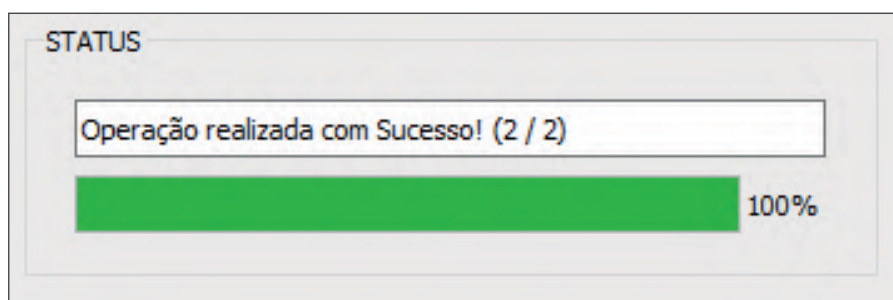 STATUS
Operação realizada com Sucesso! (2 / 2)
100%